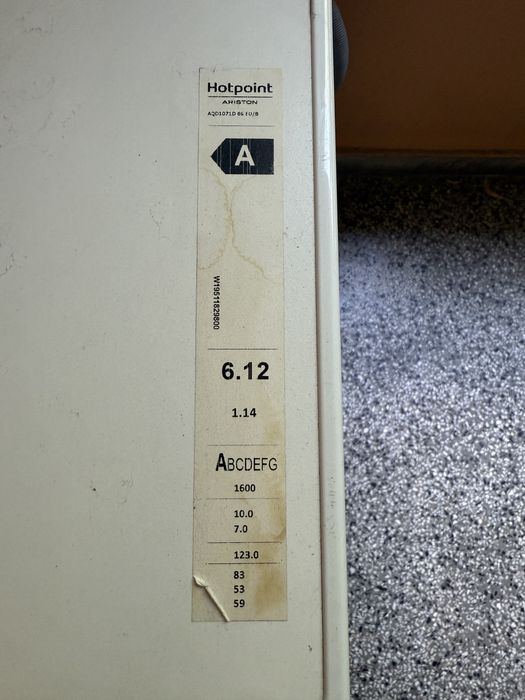 Hotpoint
ARISTON
AQD1071D 69 EU/B
A
W19511829800
6.12
1.14
ABCDEFG
1600
10.0
7.0
123.0
83
53
59